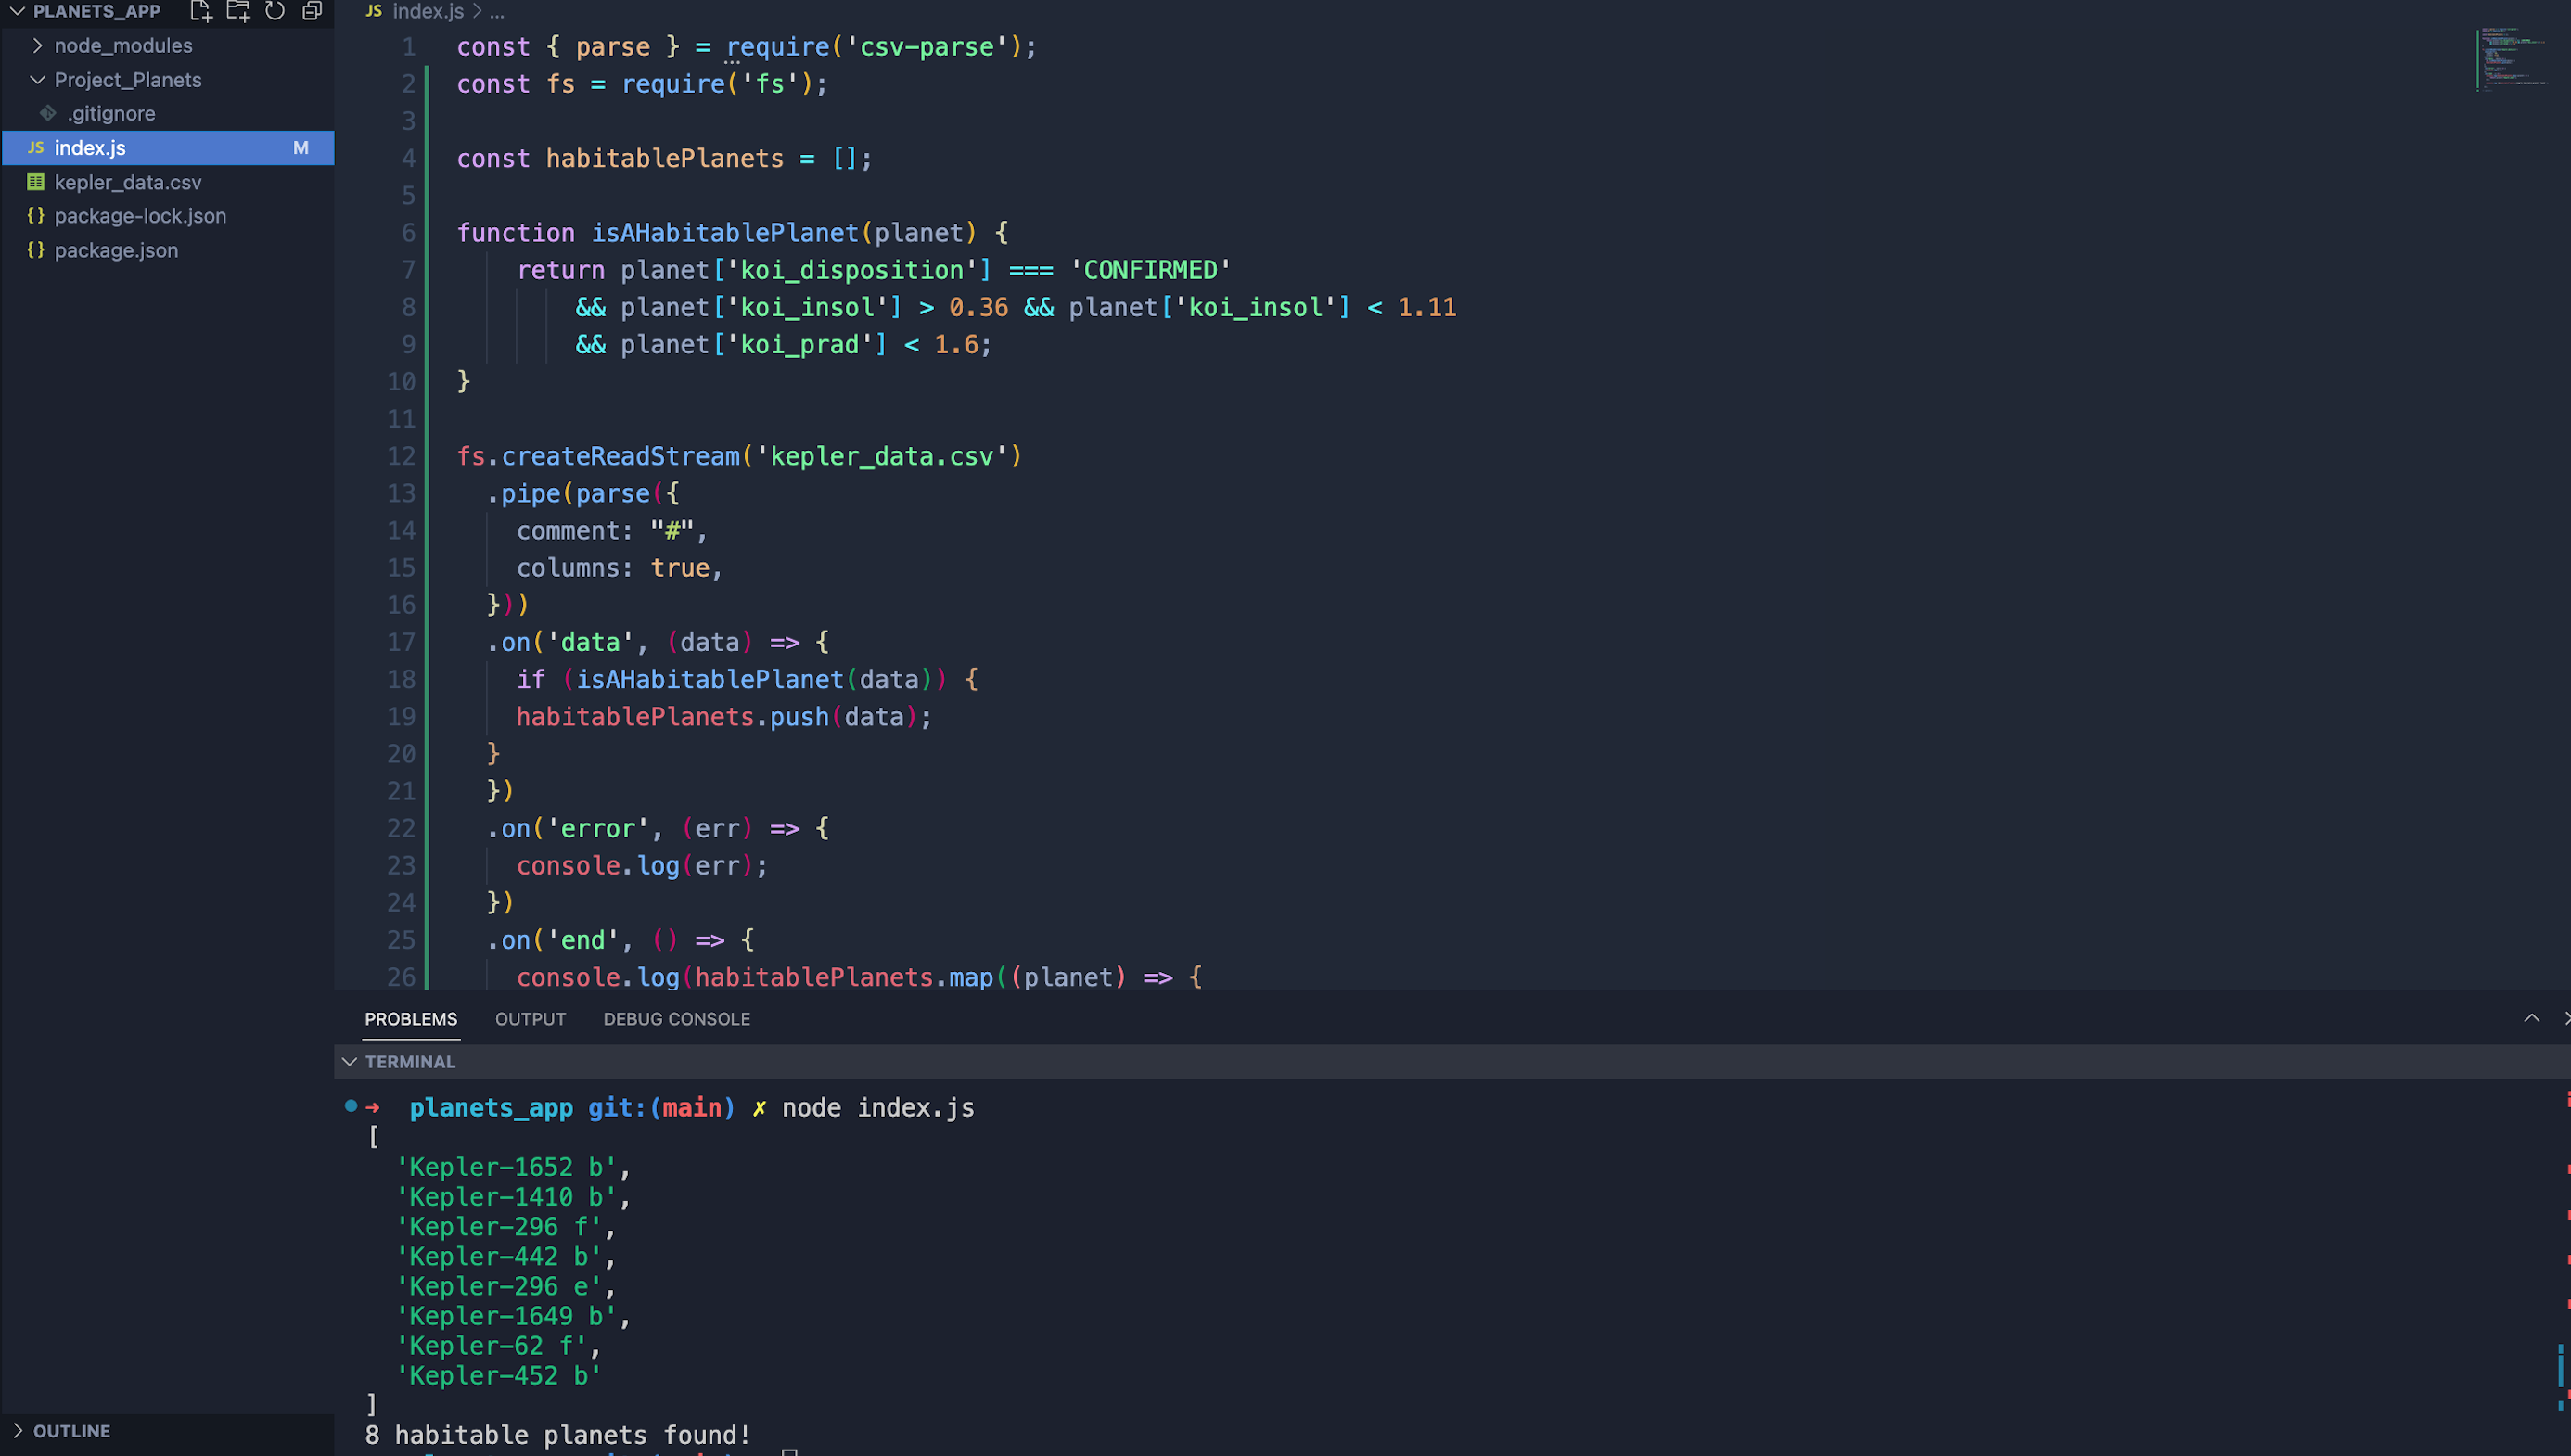 PLANETS_APP
node_modules
Project_Planets
.gitignore
JS index.js M
kepler_data.csv
{} package-lock.json
{} package.json
OUTLINE
JS index.js > ...
1 const { parse } = require('csv-parse');
2 const fs = require('fs');
3
4 const habitablePlanets = [];
5
6 function isAHabitablePlanet(planet) {
7 return planet['koi_disposition'] === 'CONFIRMED'
8 && planet['koi_insol'] > 0.36 && planet['koi_insol'] < 1.11
9 && planet['koi_prad'] < 1.6;
10 }
11
12 fs.createReadStream('kepler_data.csv')
13 .pipe(parse({
14 comment: "#",
15 columns: true,
16 }))
17 .on('data', (data) => {
18 if (isAHabitablePlanet(data)) {
19 habitablePlanets.push(data);
20 }
21 })
22 .on('error', (err) => {
23 console.log(err);
24 })
25 .on('end', () => {
26 console.log(habitablePlanets.map((planet) => {
PROBLEMS OUTPUT DEBUG CONSOLE
TERMINAL
➜ planets_app git:(main) ✗ node index.js
[
'Kepler-1652 b',
'Kepler-1410 b',
'Kepler-296 f',
'Kepler-442 b',
'Kepler-296 e',
'Kepler-1649 b',
'Kepler-62 f',
'Kepler-452 b'
]
8 habitable planets found!